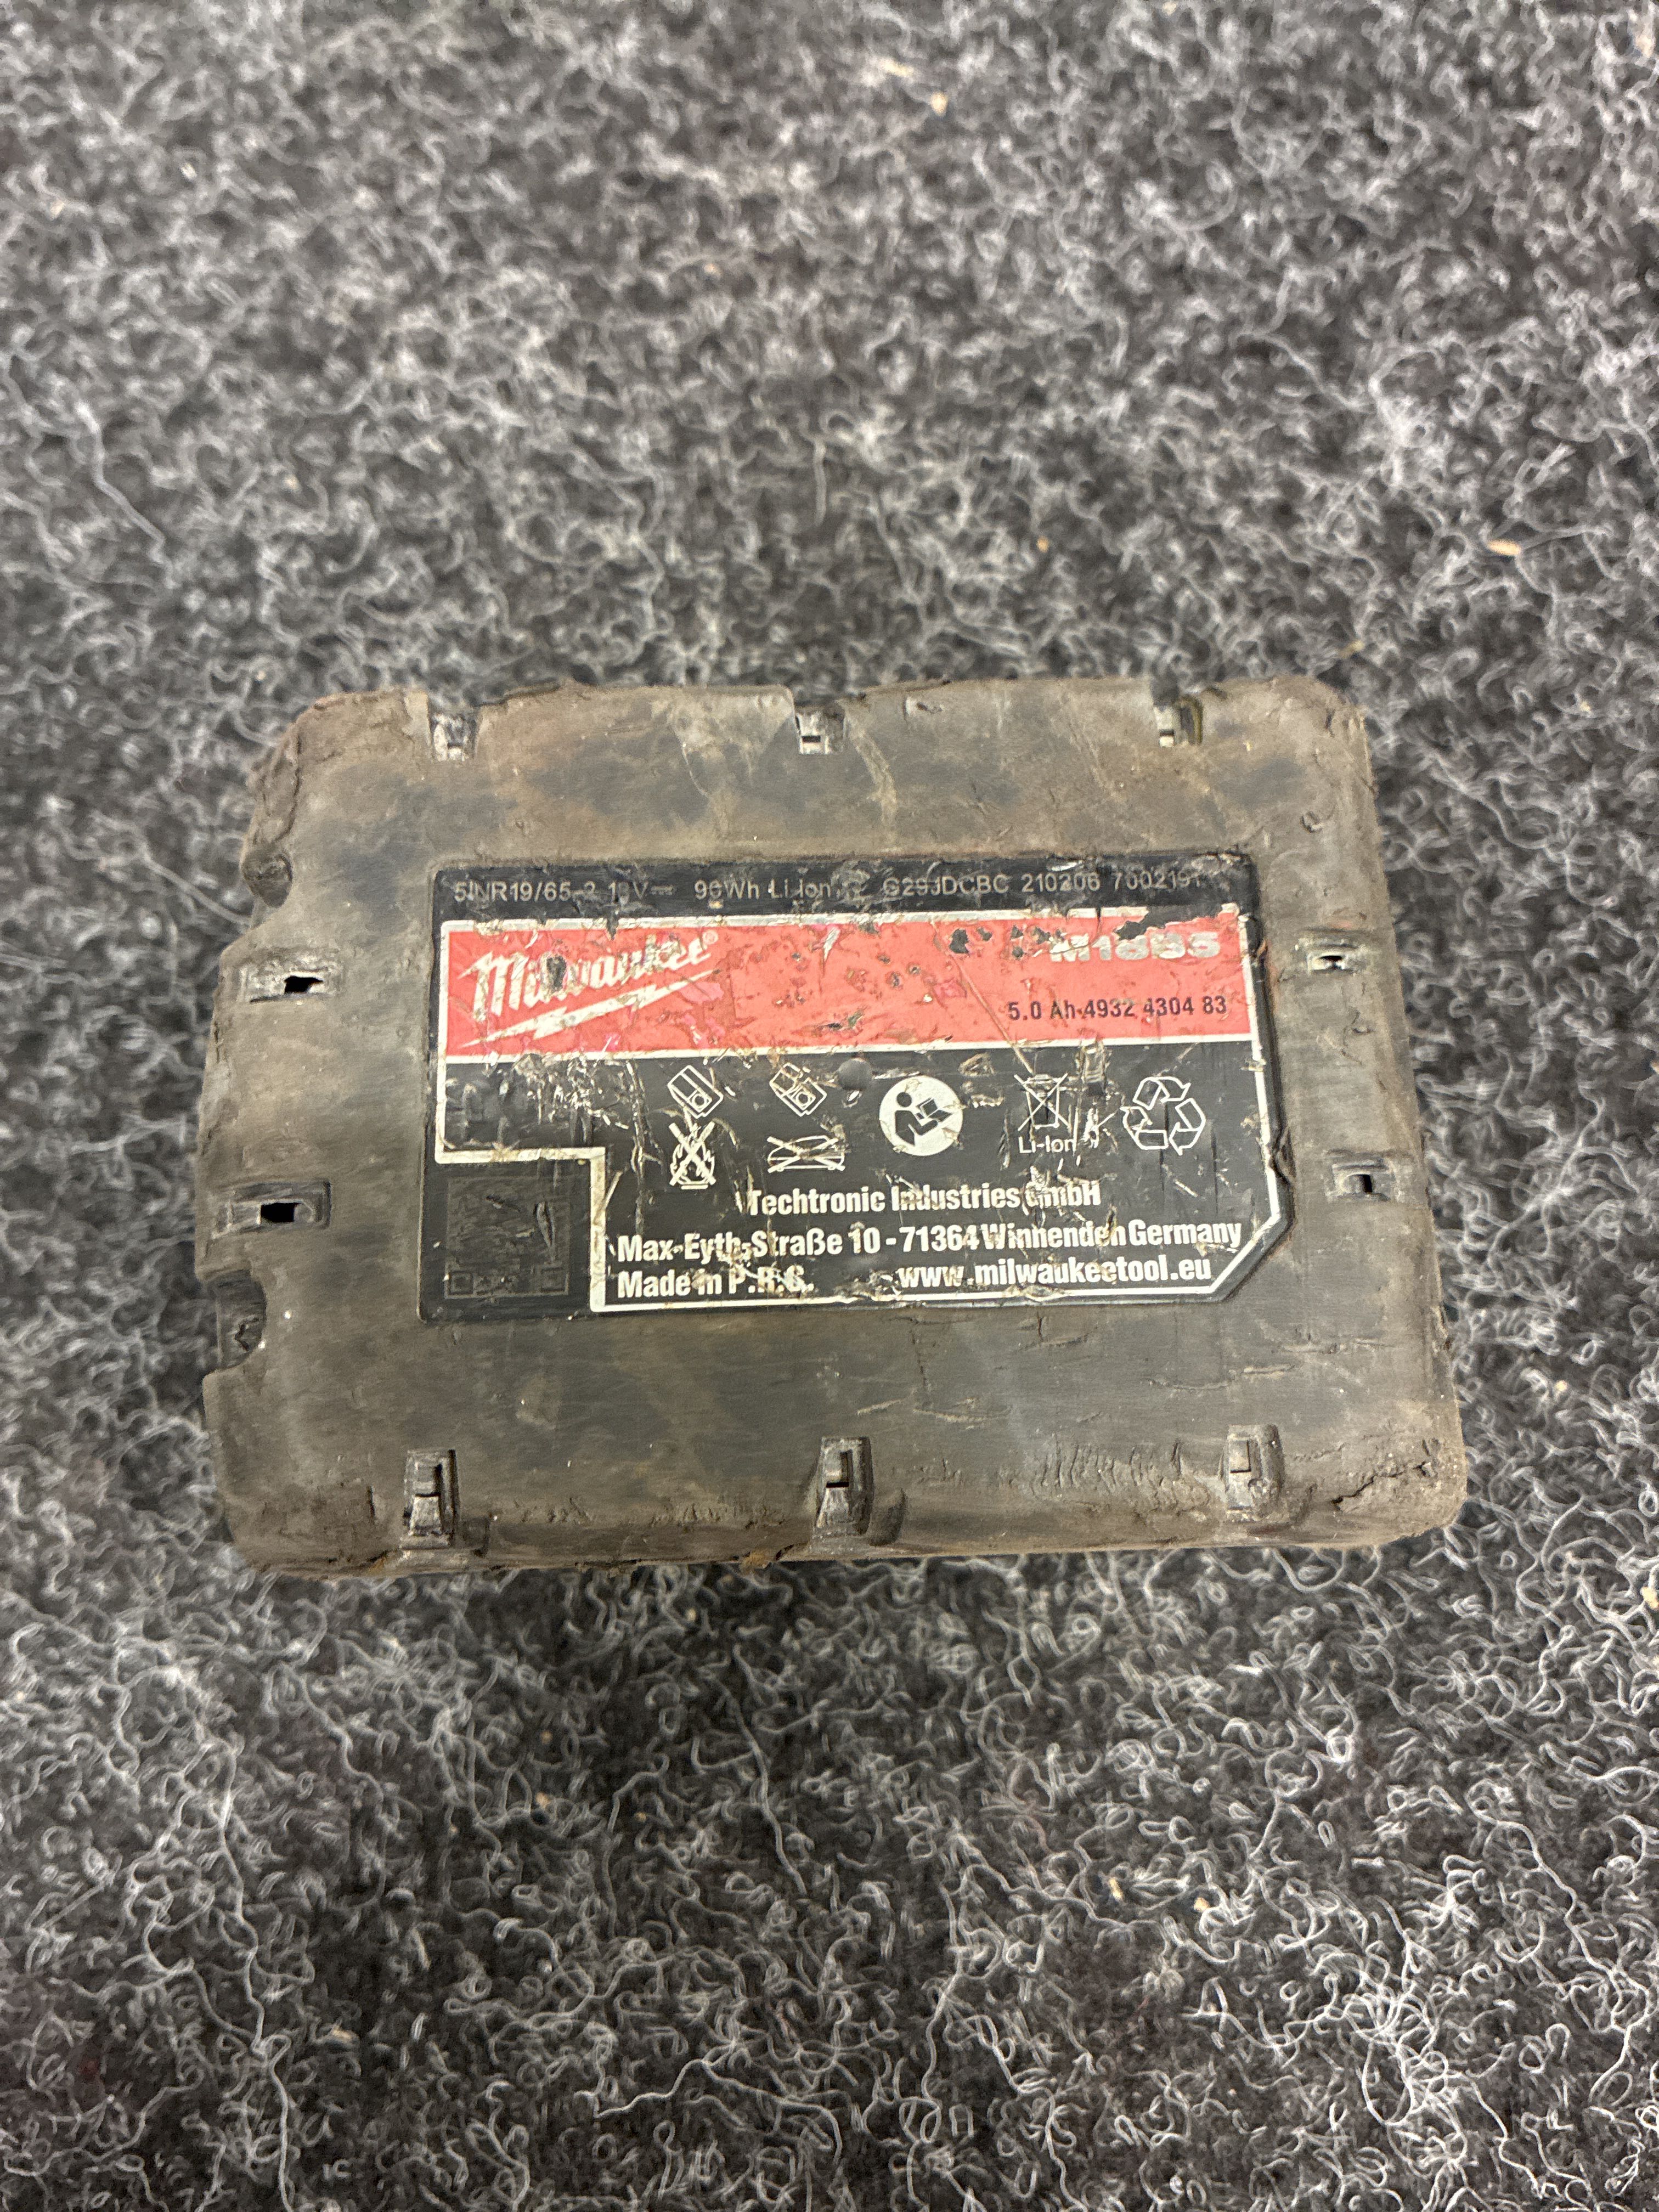 5INR19/65-2 18V 90Wh Li-Ion G29JDCBC 210206 7002191
Milwaukee®
M18B5
5.0 Ah 4932 4304 83
Li-Ion
Techtronic Industries GmbH
Max-Eyth-Straße 10 - 71364 Winnenden Germany
Made in P.R.C. www.milwaukeetool.eu